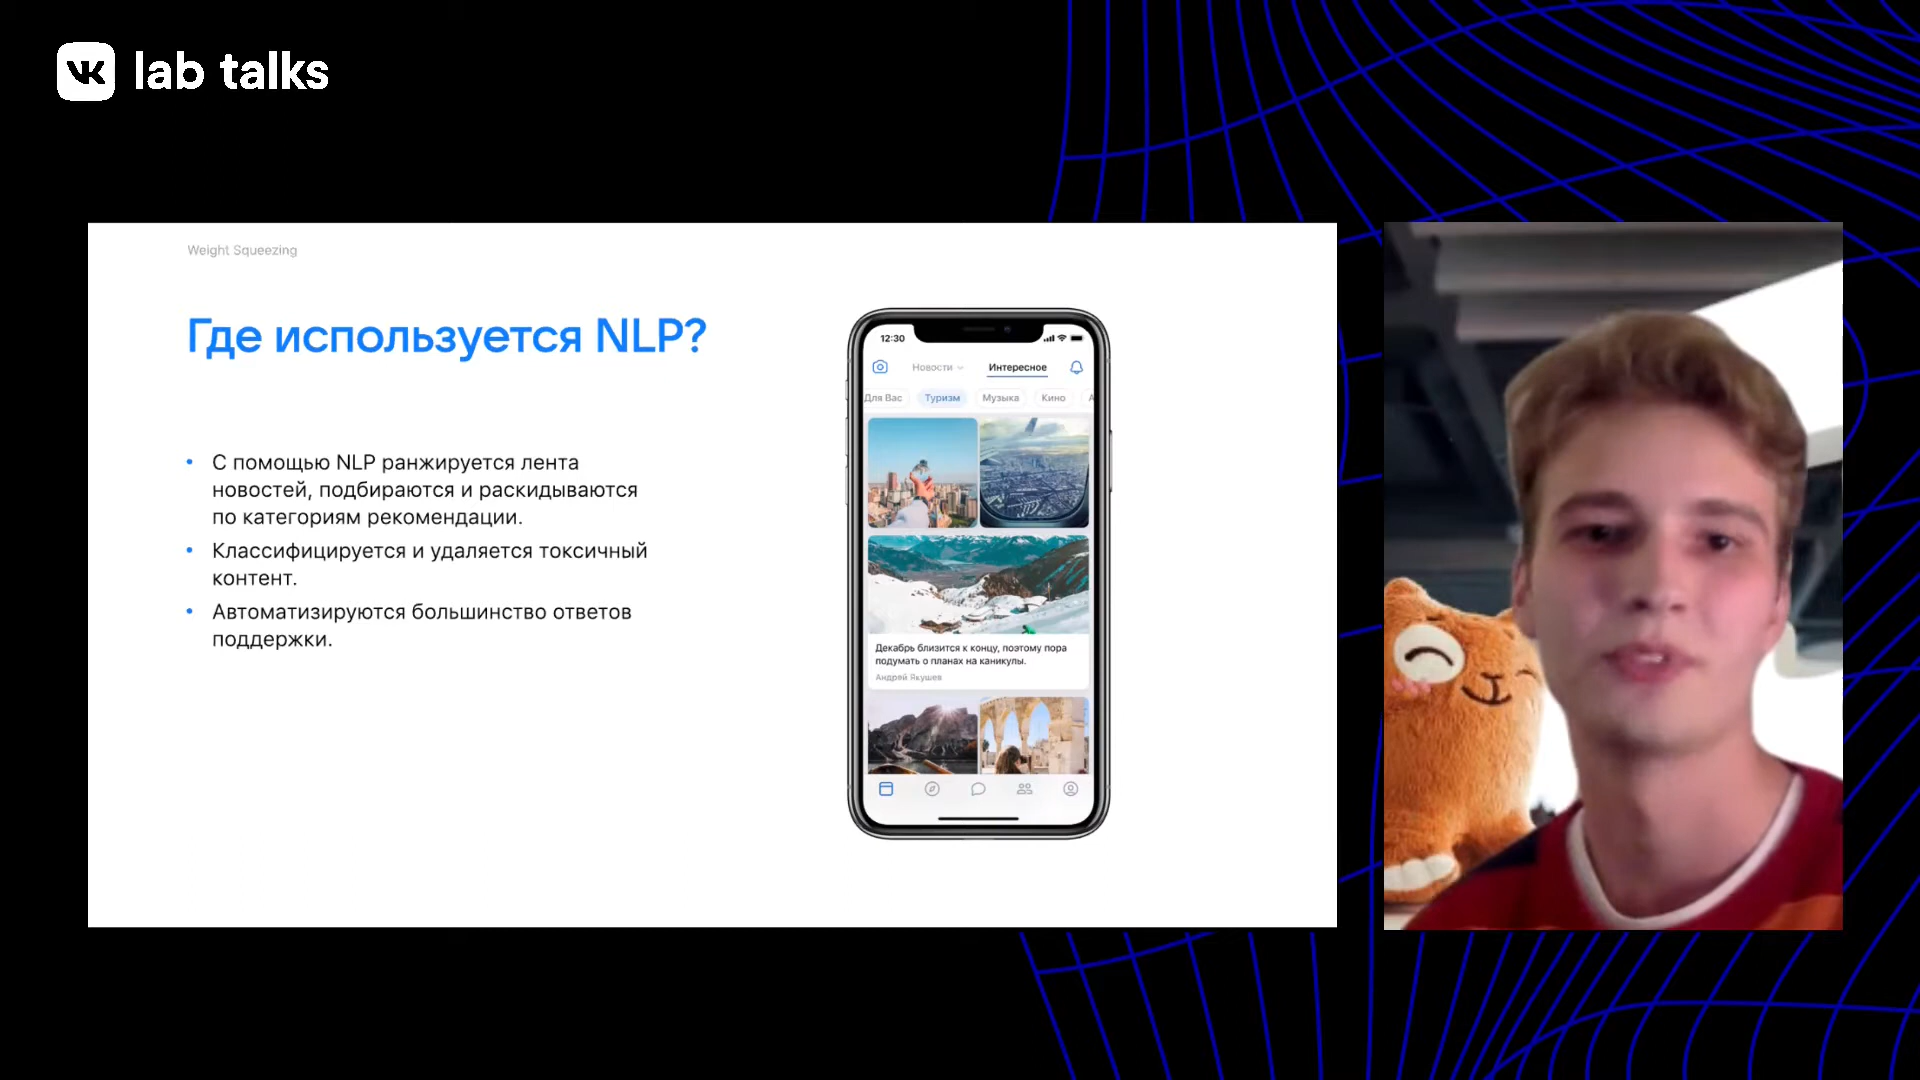 VK lab talks
Weight Squeezing
Где используется NLP?
• С помощью NLP ранжируется лента
новостей, подбираются и раскидываются
по категориям рекомендации.
• Классифицируется и удаляется токсичный
контент.
• Автоматизируются большинство ответов
поддержки.
12:30
Новости Интересное
Для Вас Туризм Музыка Кино А
Декабрь близится к концу, поэтому пора
подумать о планах на каникулы.
Андрей Якушев